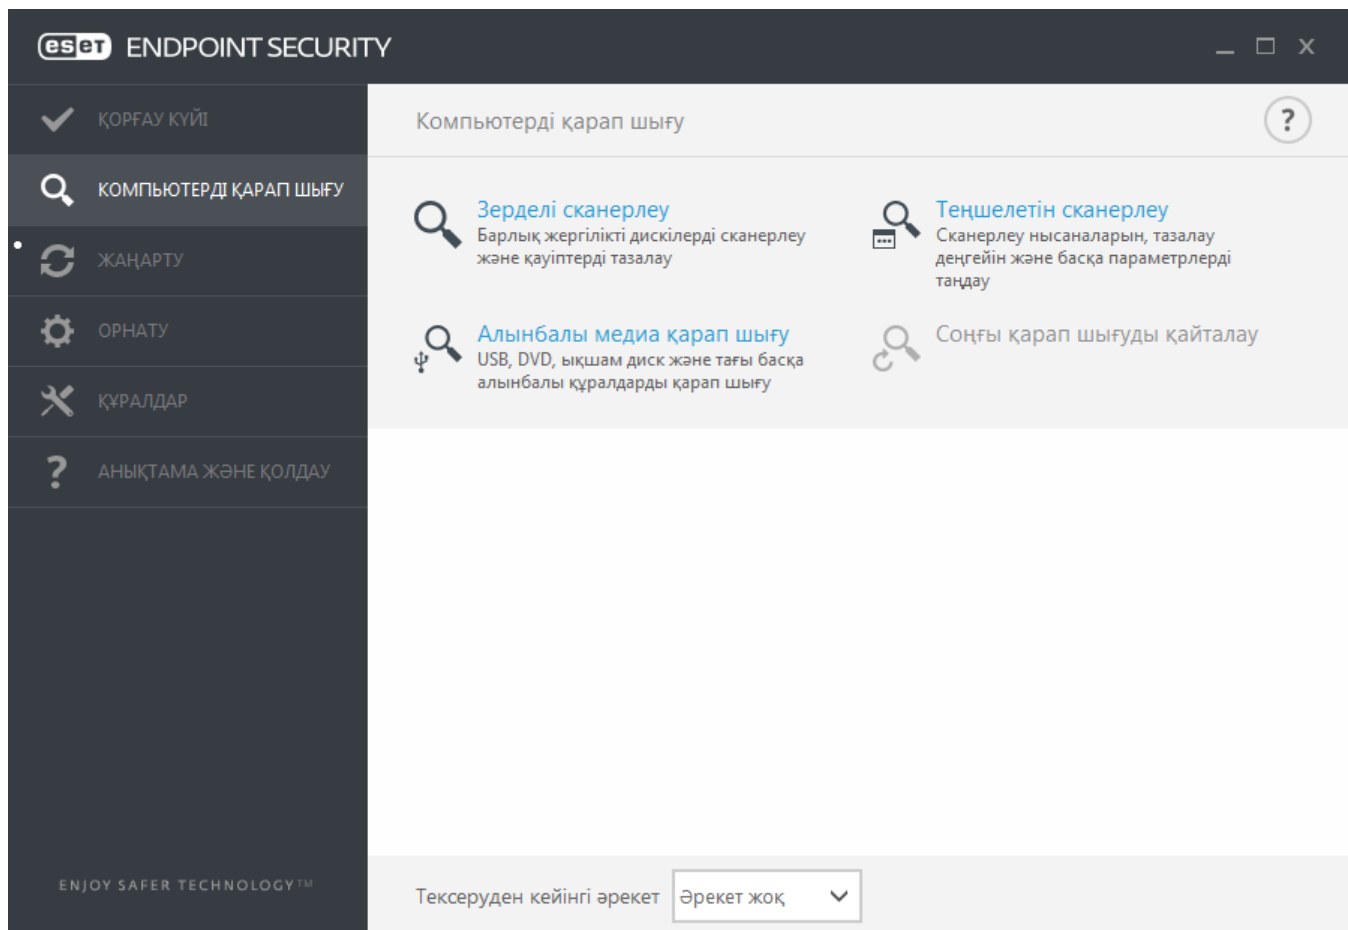 eset ENDPOINT SECURITY
ҚОРҒАУ КҮЙІ
КОМПЬЮТЕРДІ ҚАРАП ШЫҒУ
ЖАҢАРТУ
ОРНАТУ
ҚҰРАЛДАР
АНЫҚТАМА ЖӘНЕ ҚОЛДАУ
ENJOY SAFER TECHNOLOGY™
Компьютерді қарап шығу
?
Зерделі сканерлеу
Барлық жергілікті дискілерді сканерлеу
және қауіптерді тазалау
Теңшелетін сканерлеу
Сканерлеу нысаналарын, тазалау
деңгейін және басқа параметрлерді
таңдау
Алынбалы медиа қарап шығу
USB, DVD, ықшам диск және тағы басқа
алынбалы құралдарды қарап шығу
Соңғы қарап шығуды қайталау
Тексеруден кейінгі әрекет Әрекет жоқ